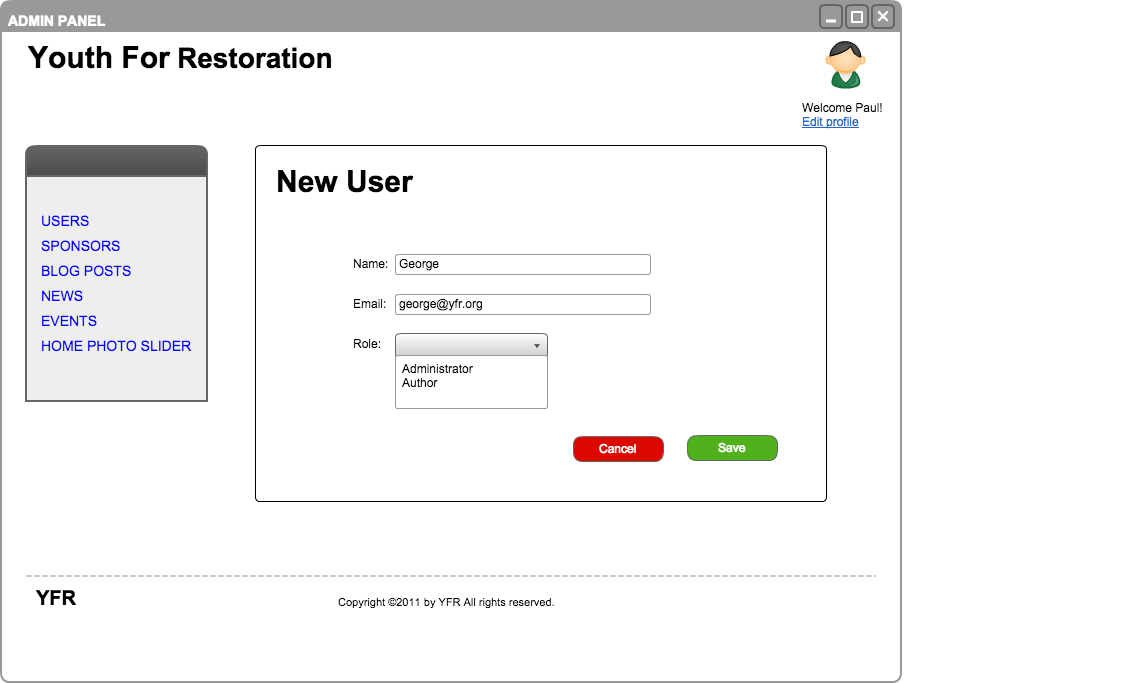 ADMIN PANEL
Youth For Restoration
Welcome Paul!
Edit profile
USERS
SPONSORS
BLOG POSTS
NEWS
EVENTS
HOME PHOTO SLIDER
New User
Name: George
Email: george@yfr.org
Role:
Administrator
Author
Cancel Save
YFR
Copyright ©2011 by YFR All rights reserved.